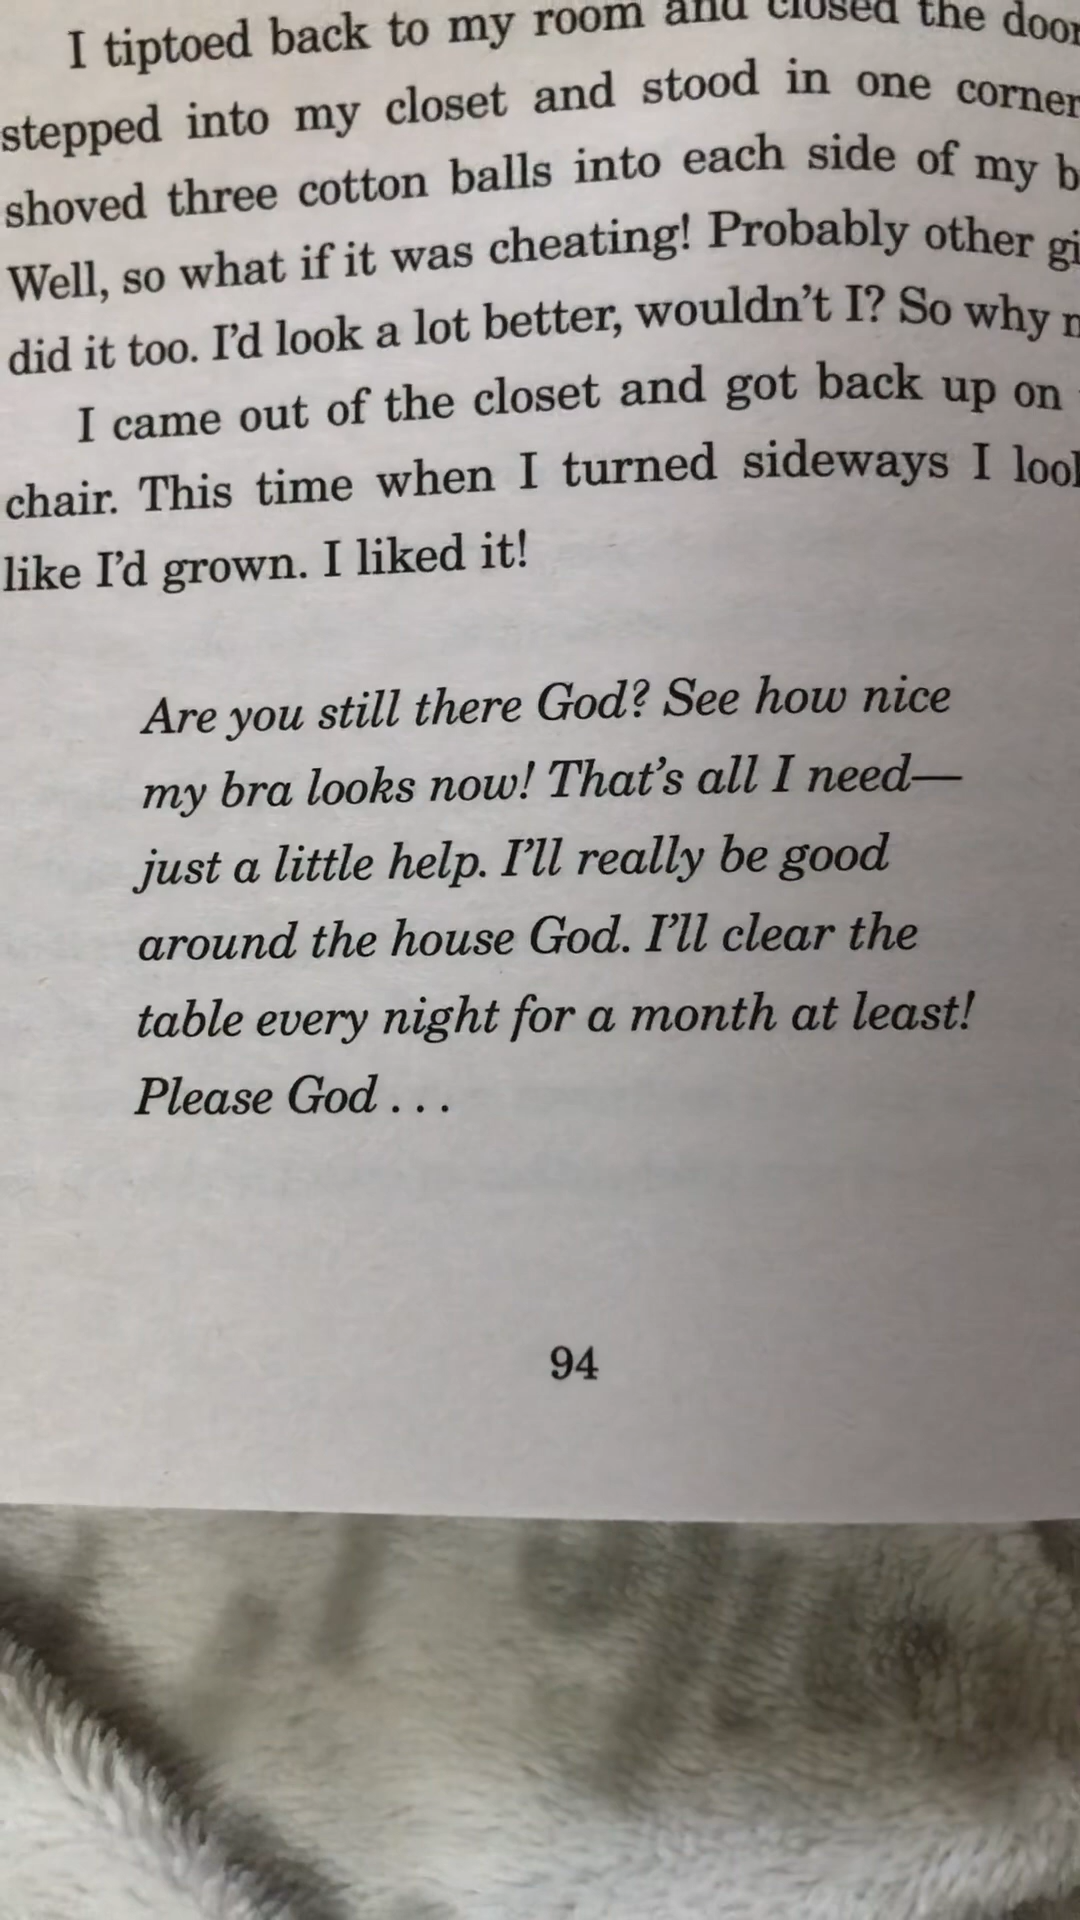 I tiptoed back to my room and closed the door
stepped into my closet and stood in one corner
shoved three cotton balls into each side of my b
Well, so what if it was cheating! Probably other gi
did it too. I'd look a lot better, wouldn't I? So why n
I came out of the closet and got back up on
chair. This time when I turned sideways I look
like I'd grown. I liked it!
Are you still there God? See how nice
my bra looks now! That's all I need—
just a little help. I'll really be good
around the house God. I'll clear the
table every night for a month at least!
Please God . . .
94